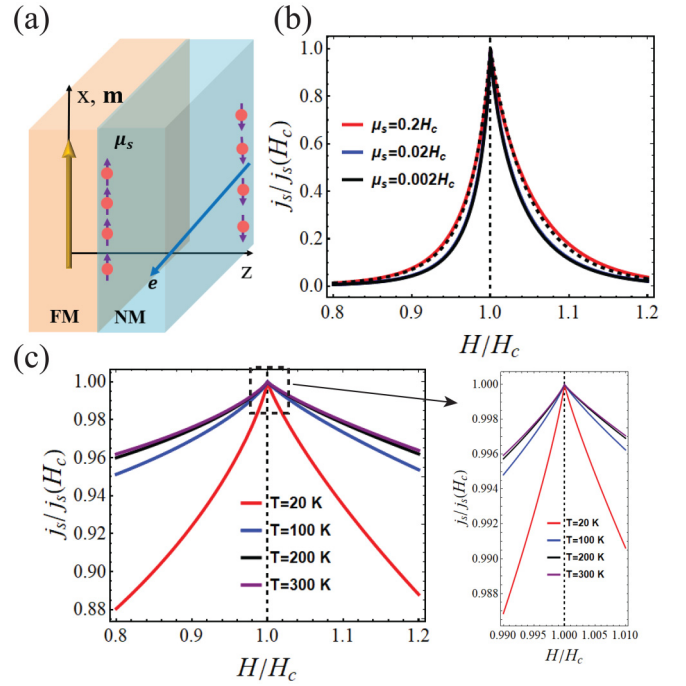 (a)
x, m
μs
z
e
FM NM
(b)
js/ js(Hc)
1.0
0.8
0.6
0.4
0.2
0.0
μs=0.2Hc
μs=0.02Hc
μs=0.002Hc
0.8 0.9 1.0 1.1 1.2
H/Hc
(c)
js/ js(Hc)
1.00
0.98
0.96
0.94
0.92
0.90
0.88
T=20 K
T=100 K
T=200 K
T=300 K
0.8 0.9 1.0 1.1 1.2
H/Hc
js/ js(Hc)
1.000
0.998
0.996
0.994
0.992
0.990
0.988
0.986
T=20 K
T=100 K
T=200 K
T=300 K
0.990 0.995 1.000 1.005 1.010
H/Hc